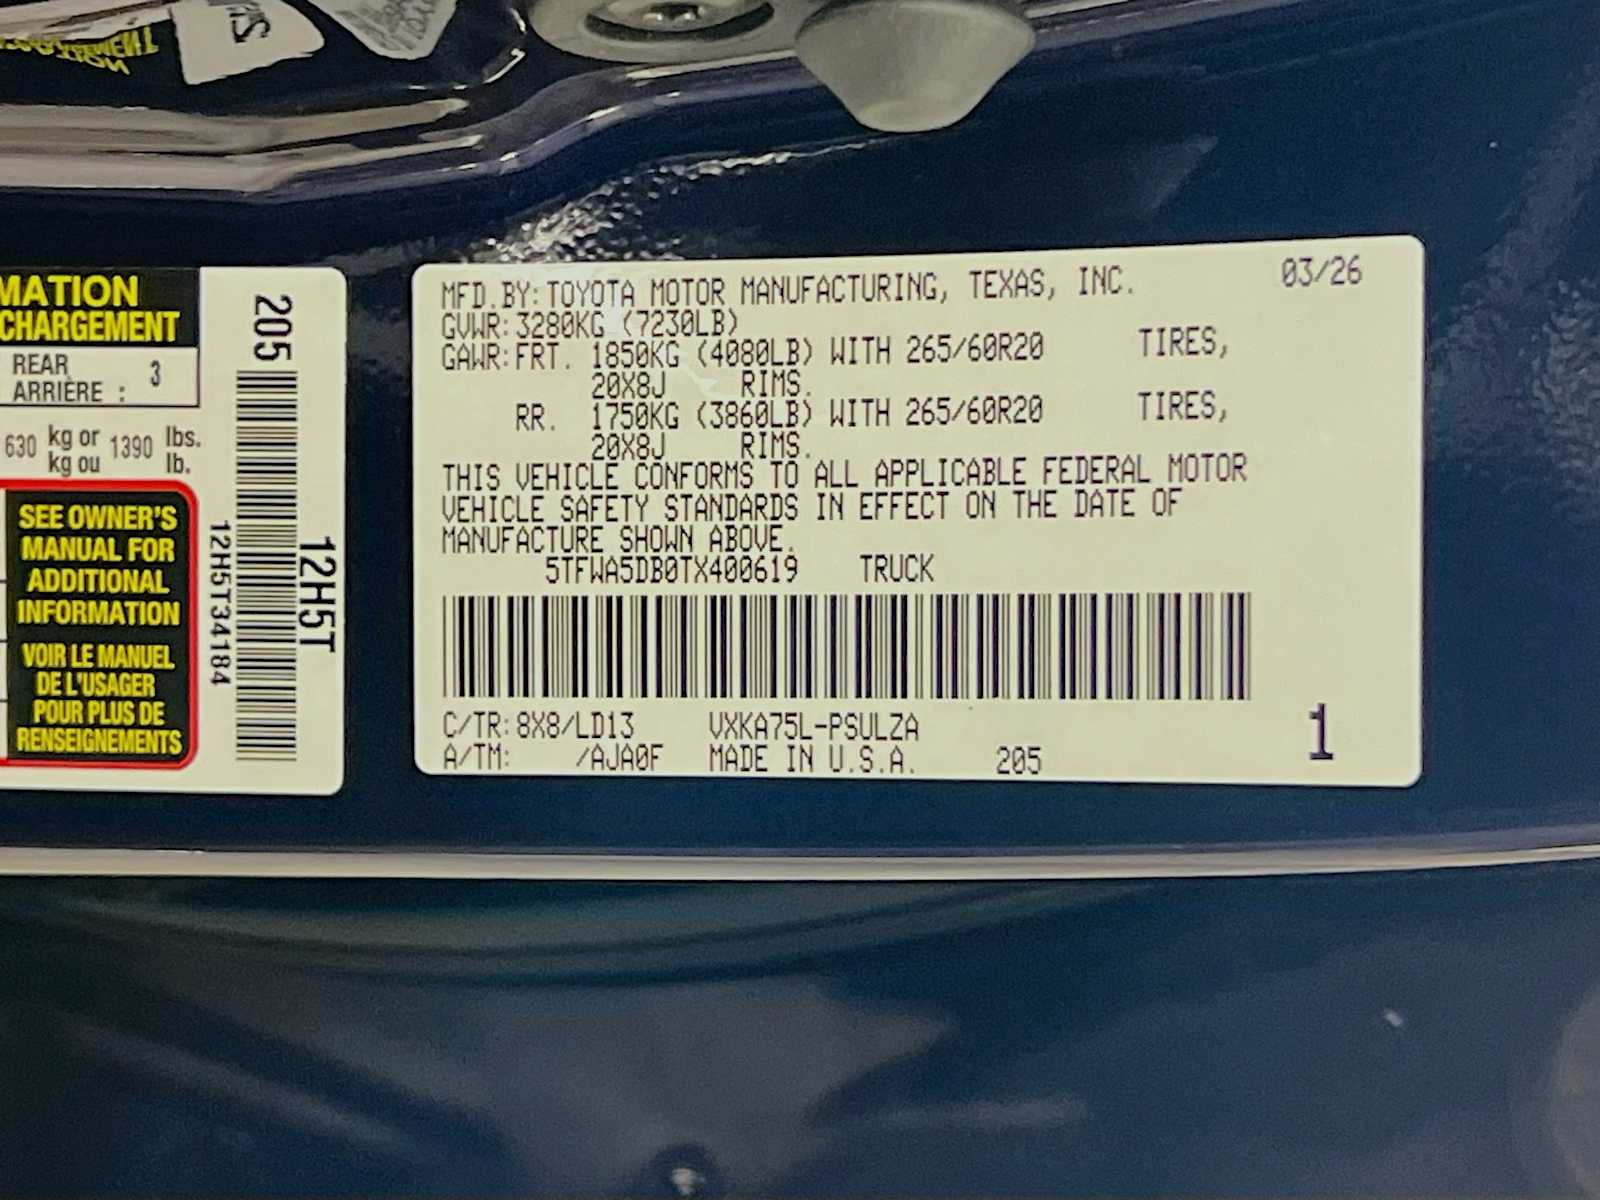 MATION
CHARGEMENT
REAR
ARRIÈRE : 3
630 kg or 1390 lbs.
kg ou lb.
SEE OWNER'S
MANUAL FOR
ADDITIONAL
INFORMATION
VOIR LE MANUEL
DE L'USAGER
POUR PLUS DE
RENSEIGNEMENTS
205
12H5T34184
12H5T
MFD.BY:TOYOTA MOTOR MANUFACTURING, TEXAS, INC. 03/26
GVWR:3280KG (7230LB)
GAWR:FRT. 1850KG (4080LB) WITH 265/60R20 TIRES,
20X8J RIMS.
RR. 1750KG (3860LB) WITH 265/60R20 TIRES,
20X8J RIMS.
THIS VEHICLE CONFORMS TO ALL APPLICABLE FEDERAL MOTOR
VEHICLE SAFETY STANDARDS IN EFFECT ON THE DATE OF
MANUFACTURE SHOWN ABOVE.
5TFWA5DB0TX400619 TRUCK
C/TR:8X8/LD13 VXKA75L-PSULZA
A/TM: /AJA0F MADE IN U.S.A. 205
1